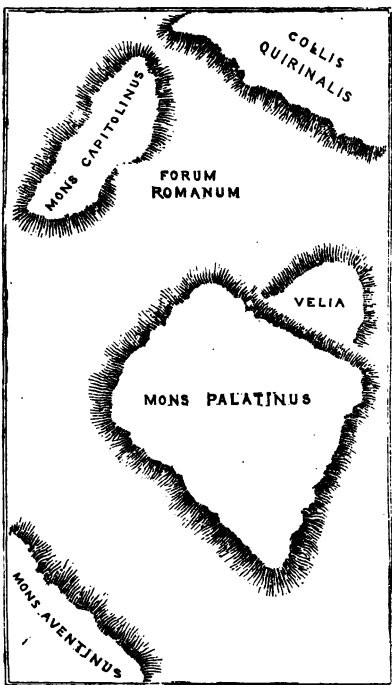 COLLIS
QUIRINALIS
MONS CAPITOLINUS
FORUM
ROMANUM
VELIA
MONS PALATINUS
MONS. AVENTINUS